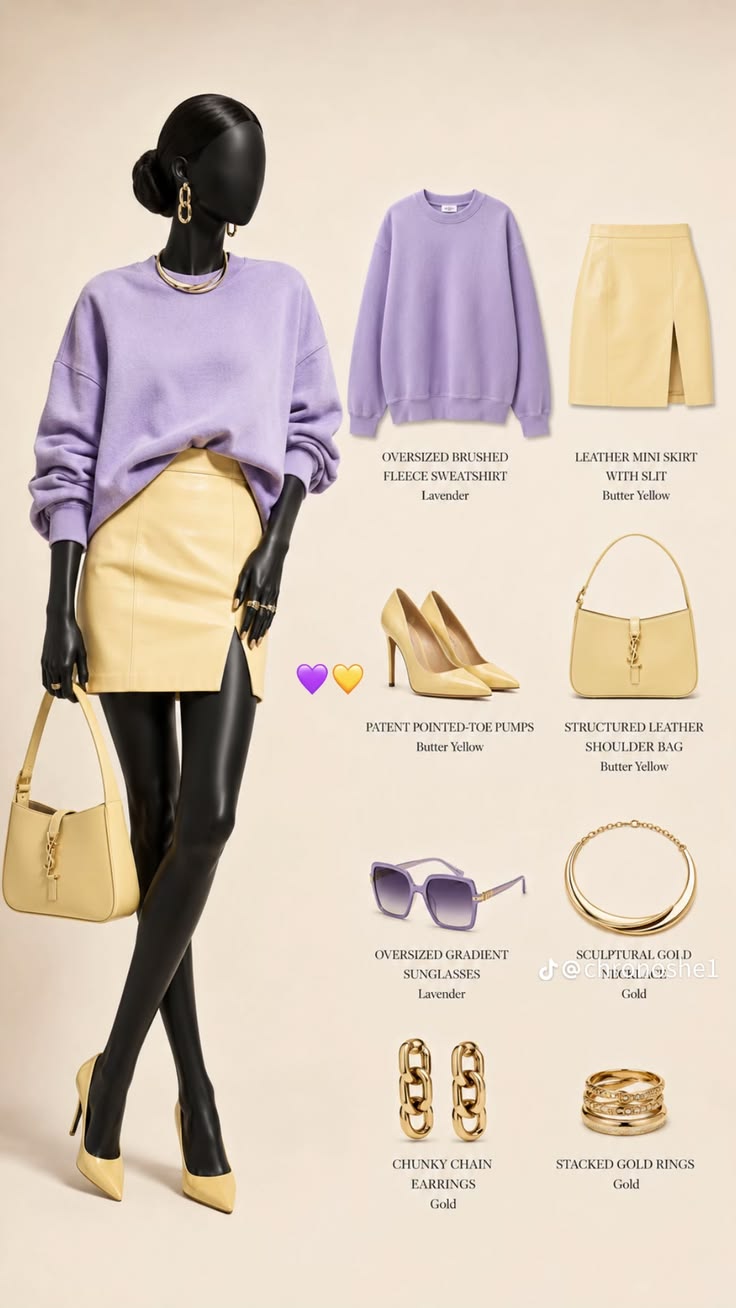 OVERSIZED BRUSHED
FLEECE SWEATSHIRT
Lavender
LEATHER MINI SKIRT
WITH SLIT
Butter Yellow
PATENT POINTED-TOE PUMPS
Butter Yellow
STRUCTURED LEATHER
SHOULDER BAG
Butter Yellow
OVERSIZED GRADIENT
SUNGLASSES
Lavender
SCULPTURAL GOLD
NECKLACE
Gold
@chronoshe1
CHUNKY CHAIN
EARRINGS
Gold
STACKED GOLD RINGS
Gold